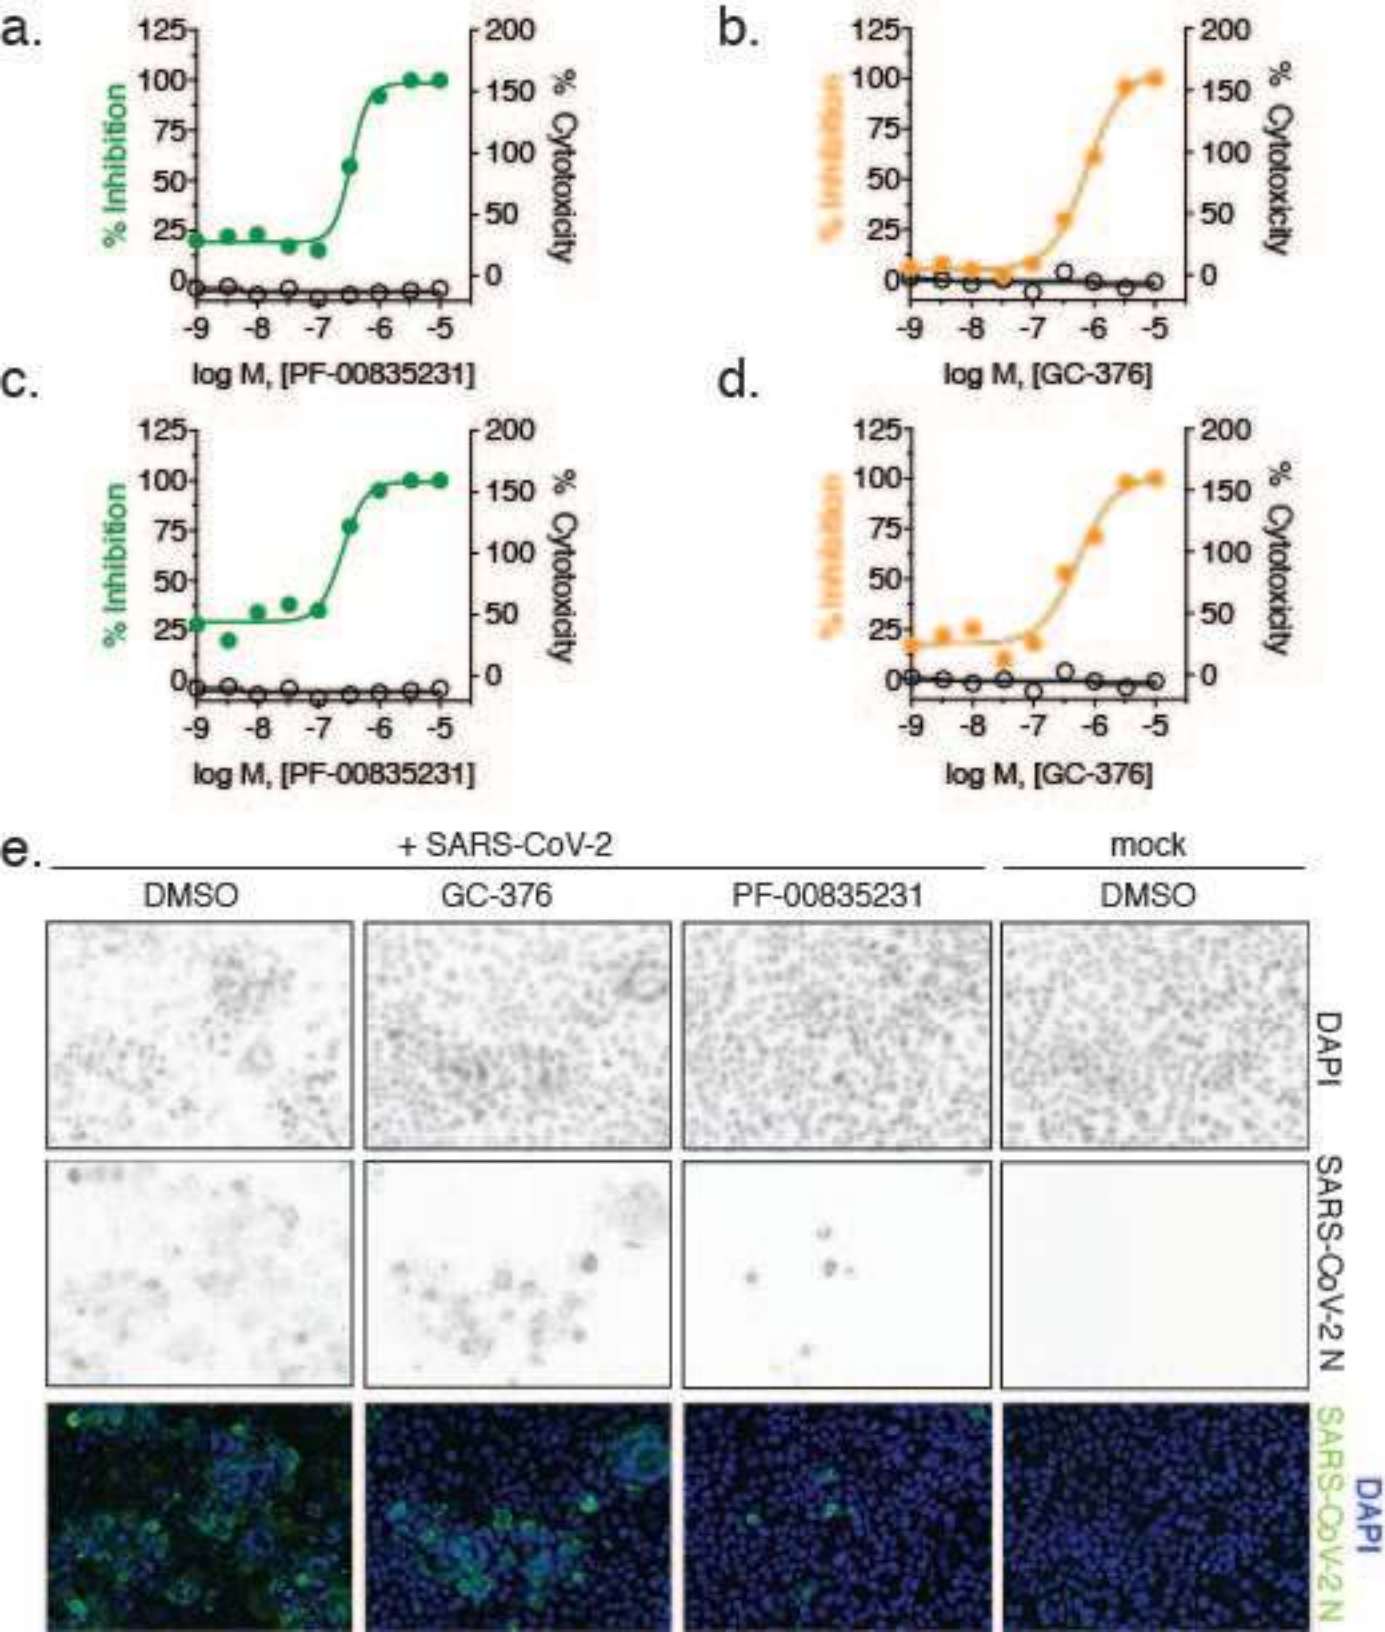 a.
125
100
75
50
25
0
% Inhibition
200
150
100
50
0
% Cytotoxicity
-9 -8 -7 -6 -5
log M, [PF-00835231]
b.
125
100
75
50
25
0
% Inhibition
200
150
100
50
0
% Cytotoxicity
-9 -8 -7 -6 -5
log M, [GC-376]
c.
125
100
75
50
25
0
% Inhibition
200
150
100
50
0
% Cytotoxicity
-9 -8 -7 -6 -5
log M, [PF-00835231]
d.
125
100
75
50
25
0
% Inhibition
200
150
100
50
0
% Cytotoxicity
-9 -8 -7 -6 -5
log M, [GC-376]
e.
+ SARS-CoV-2 mock
DMSO GC-376 PF-00835231 DMSO
DAPI
SARS-CoV-2 N
DAPI
SARS-CoV-2 N